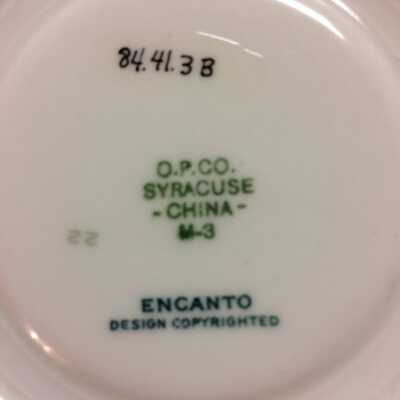 84.41.3 B
O.P.CO.
SYRACUSE
- CHINA -
M-3
22
ENCANTO
DESIGN COPYRIGHTED